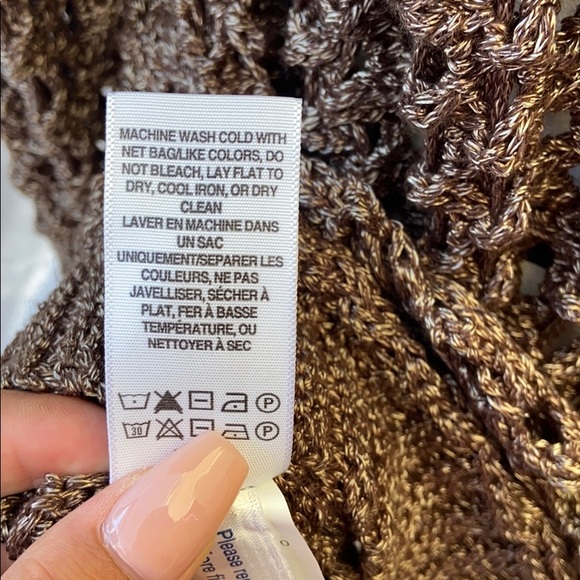 MACHINE WASH COLD WITH
NET BAG/LIKE COLORS, DO
NOT BLEACH, LAY FLAT TO
DRY, COOL IRON, OR DRY
CLEAN
LAVER EN MACHINE DANS
UN SAC
UNIQUEMENT/SEPARER LES
COULEURS, NE PAS
JAVELLISER, SÉCHER À
PLAT, FER À BASSE
TEMPÉRATURE, OU
NETTOYER À SEC
P
30 P
Please